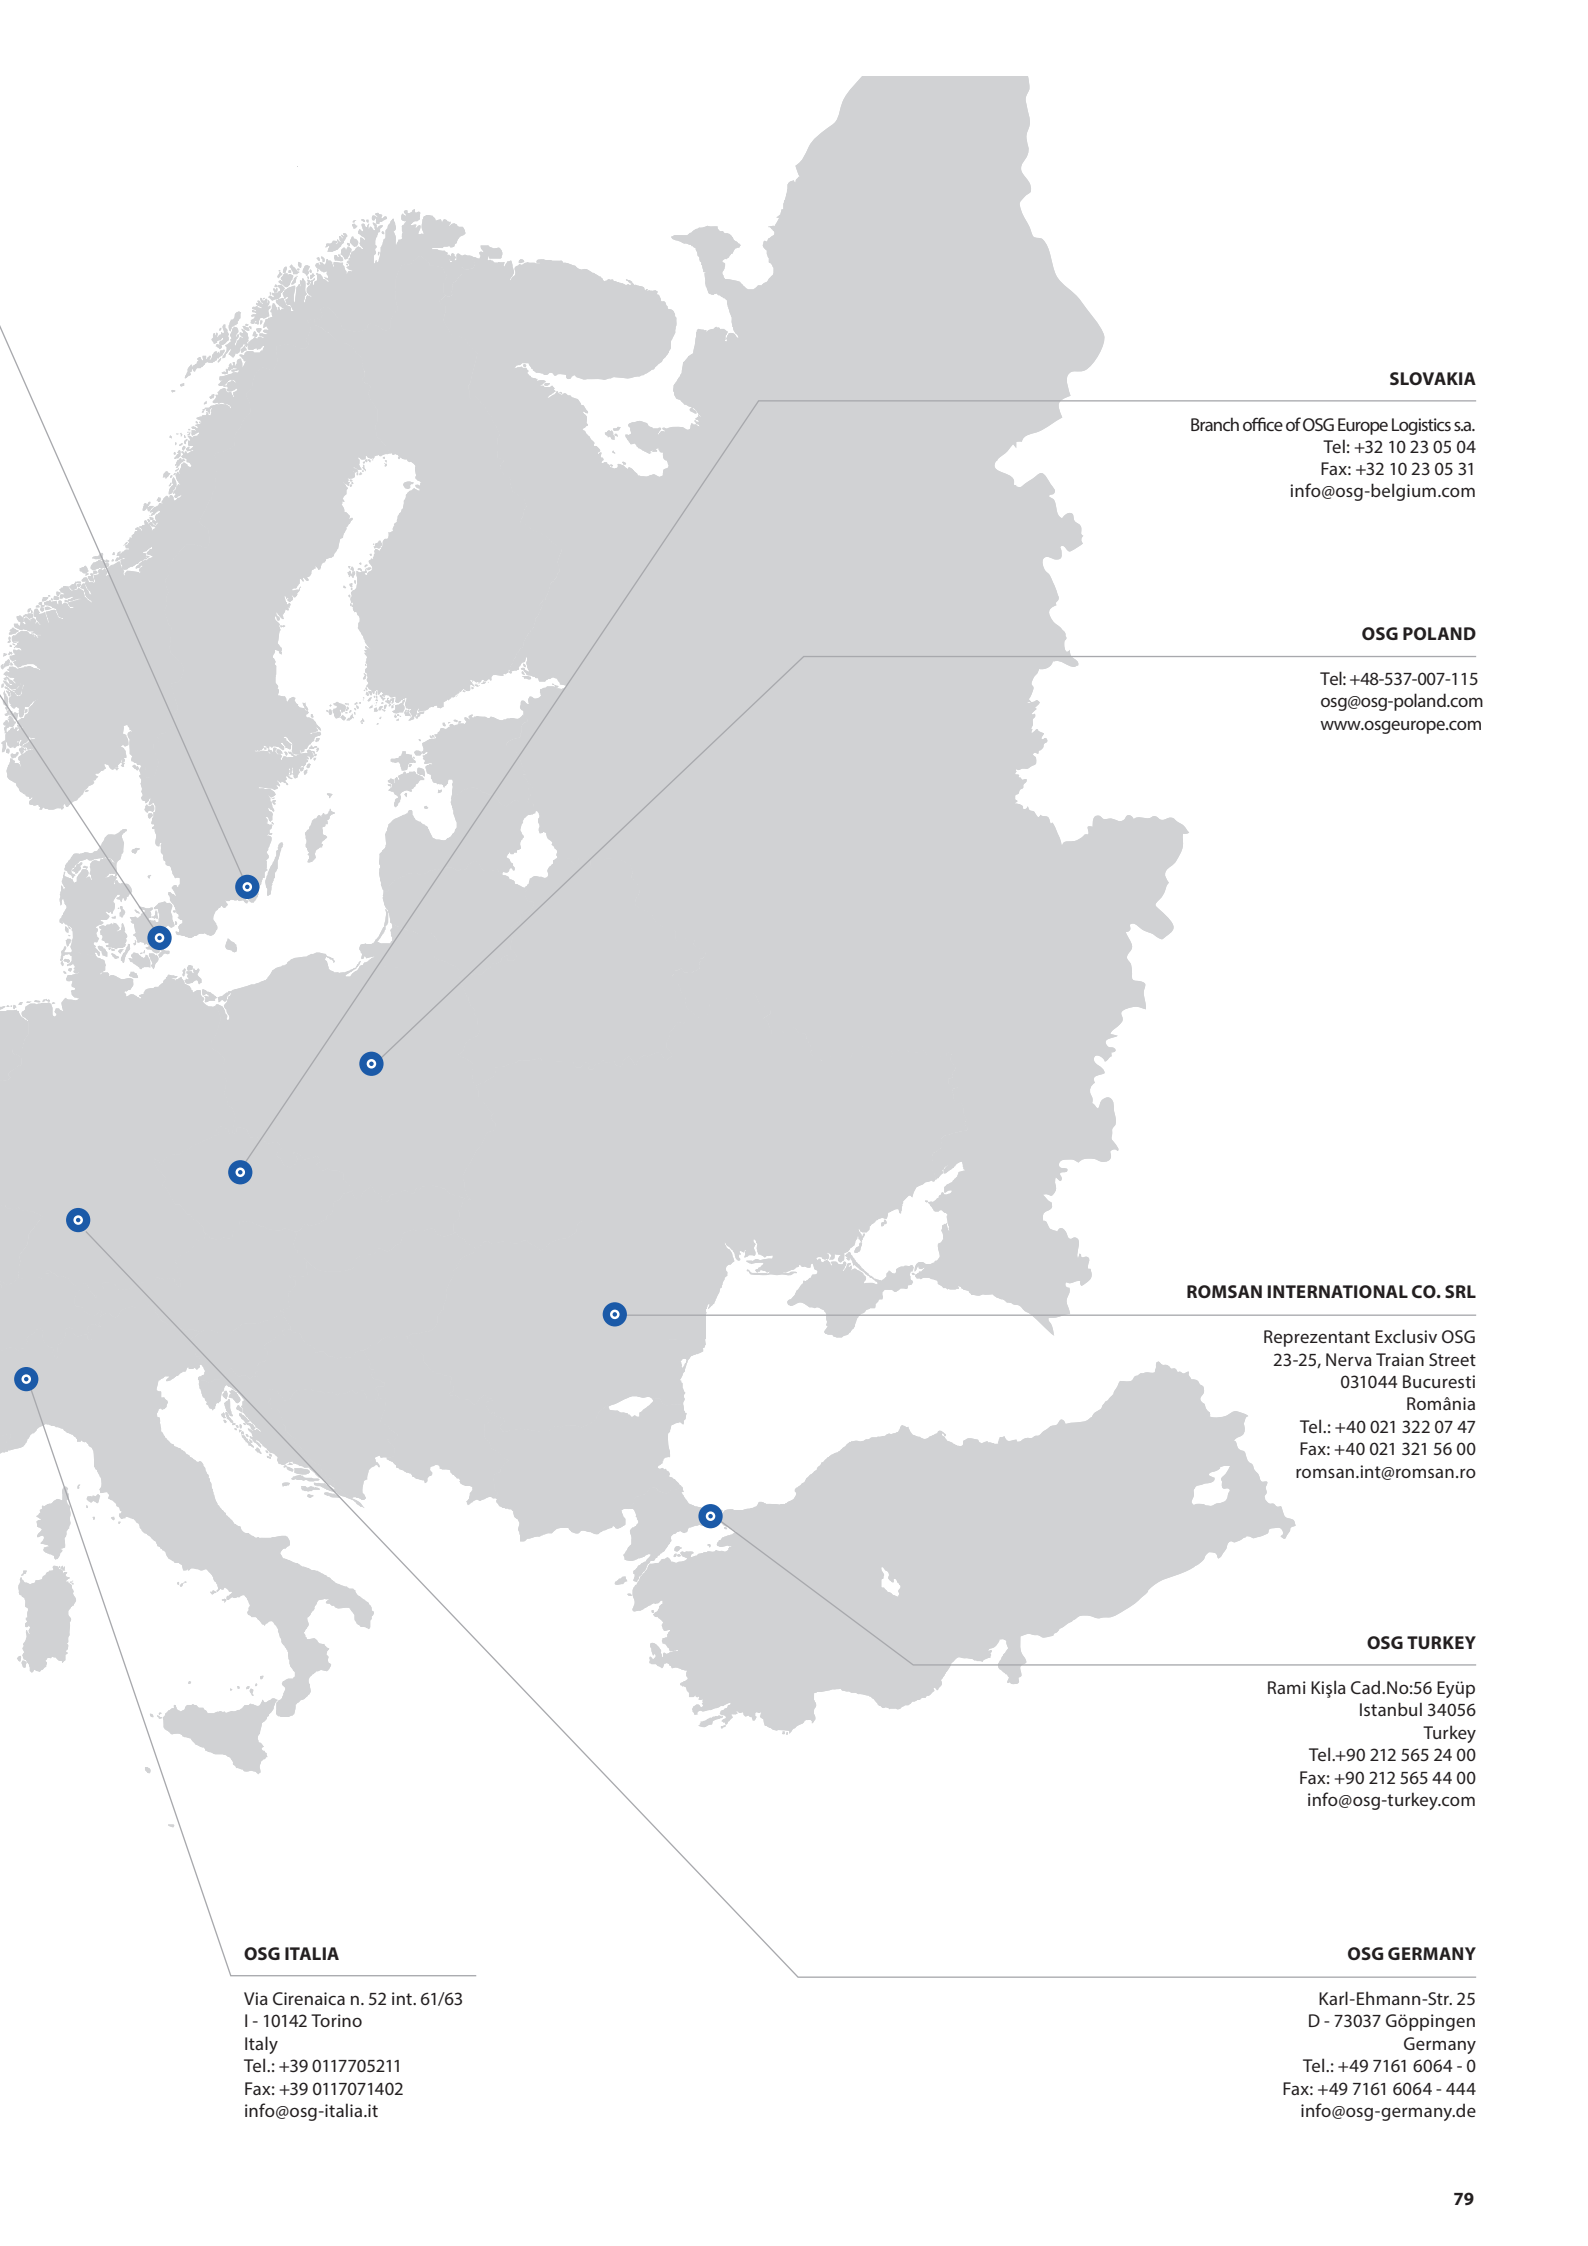 SLOVAKIA
Branch office of OSG Europe Logistics s.a.
Tel: +32 10 23 05 04
Fax: +32 10 23 05 31
info@osg-belgium.com
OSG POLAND
Tel: +48-537-007-115
osg@osg-poland.com
www.osgeurope.com
ROMSAN INTERNATIONAL CO. SRL
Reprezentant Exclusiv OSG
23-25, Nerva Traian Street
031044 Bucuresti
România
Tel.: +40 021 322 07 47
Fax: +40 021 321 56 00
romsan.int@romsan.ro
OSG TURKEY
Rami Kişla Cad.No:56 Eyüp
Istanbul 34056
Turkey
Tel.+90 212 565 24 00
Fax: +90 212 565 44 00
info@osg-turkey.com
OSG ITALIA
Via Cirenaica n. 52 int. 61/63
I - 10142 Torino
Italy
Tel.: +39 0117705211
Fax: +39 0117071402
info@osg-italia.it
OSG GERMANY
Karl-Ehmann-Str. 25
D - 73037 Göppingen
Germany
Tel.: +49 7161 6064 - 0
Fax: +49 7161 6064 - 444
info@osg-germany.de
79